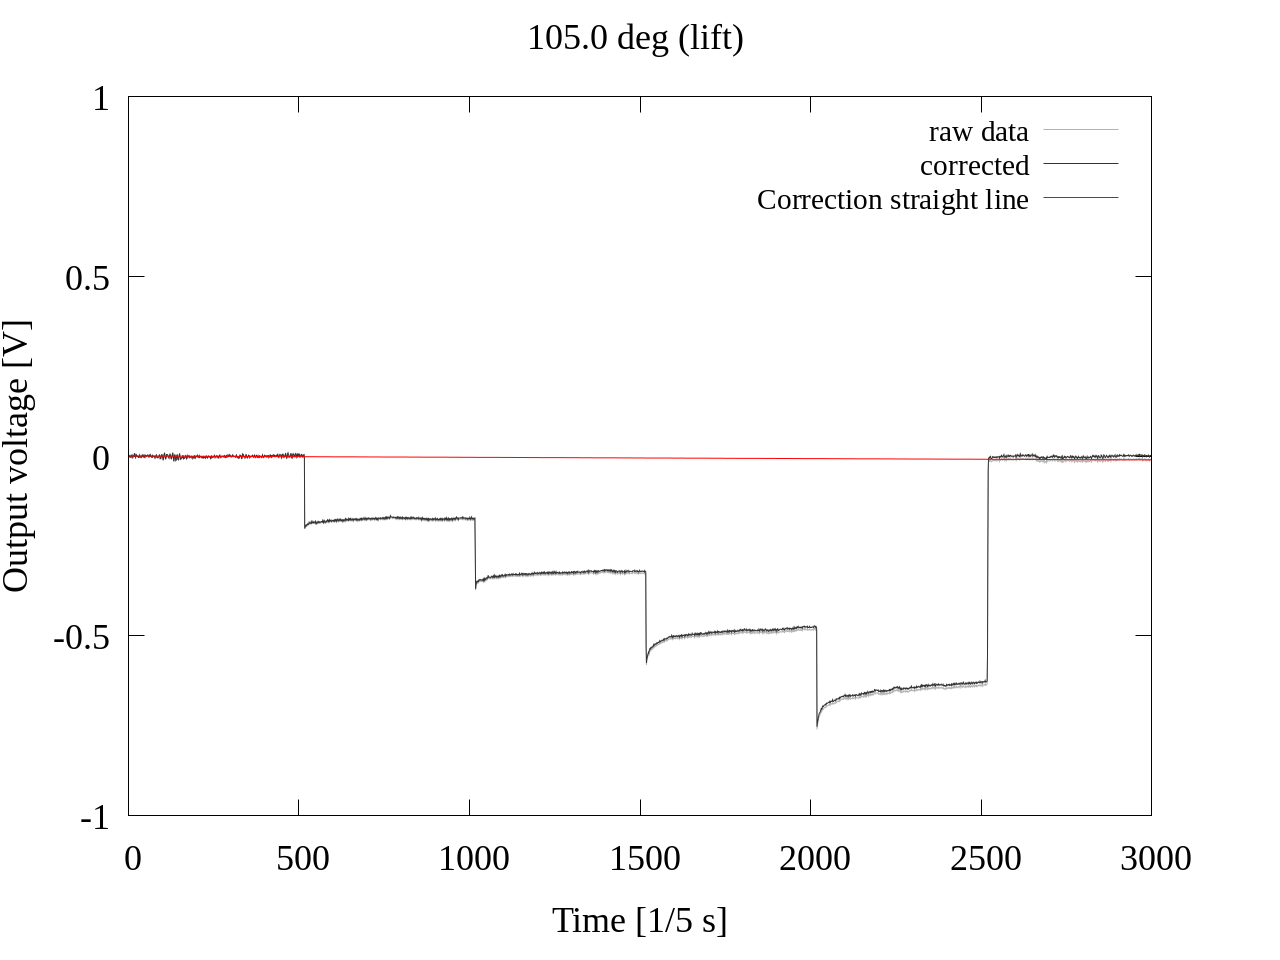 105.0 deg (lift)
1
raw data
corrected
Correction straight line
0.5
0
-0.5
-1
Output voltage [V]
0 500 1000 1500 2000 2500 3000
Time [1/5 s]